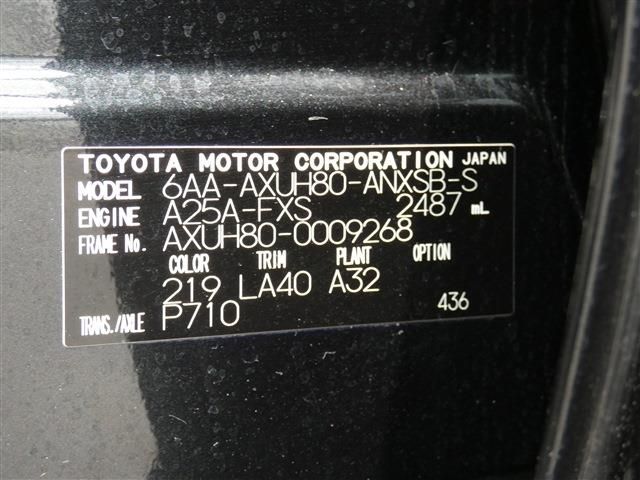 TOYOTA MOTOR CORPORATION JAPAN
MODEL 6AA-AXUH80-ANXSB-S
ENGINE A25A-FXS 2487 mL
FRAME No. AXUH80-0009268
COLOR TRIM PLANT OPTION
219 LA40 A32
TRANS./AXLE P710 436